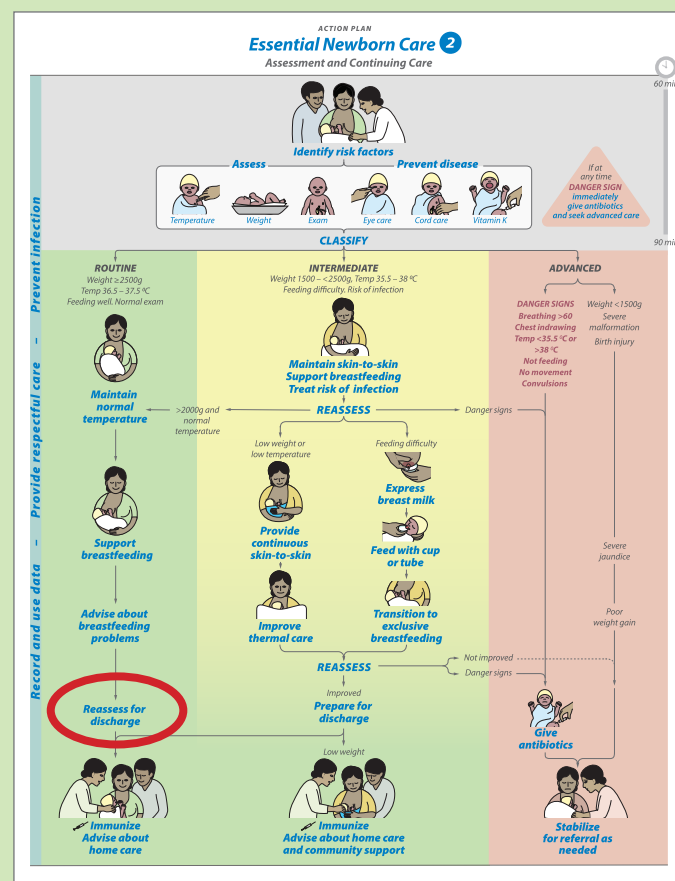 ACTION PLAN
Essential Newborn Care 2
Assessment and Continuing Care
60 min
Identify risk factors
Assess
Prevent disease
Temperature
Weight
Exam
Eye care
Cord care
Vitamin K
If at
any time
DANGER SIGN
immediately
give antibiotics
and seek advanced care
CLASSIFY
90 min
Prevent infection
–
Provide respectful care
–
Record and use data
ROUTINE
Weight ≥2500g
Temp 36.5 – 37.5 ºC
Feeding well. Normal exam
INTERMEDIATE
Weight 1500 – <2500g, Temp 35.5 – 38 ºC
Feeding difficulty. Risk of infection
ADVANCED
DANGER SIGNS
Breathing >60
Chest indrawing
Temp <35.5 ºC or
>38 ºC
Not feeding
No movement
Convulsions
Weight <1500g
Severe
malformation
Birth injury
Maintain
normal
temperature
Maintain skin-to-skin
Support breastfeeding
Treat risk of infection
>2000g and
normal
temperature
REASSESS
Danger signs
Low weight or
low temperature
Feeding difficulty
Express
breast milk
Support
breastfeeding
Provide
continuous
skin-to-skin
Feed with cup
or tube
Severe
jaundice
Advise about
breastfeeding
problems
Improve
thermal care
Transition to
exclusive
breastfeeding
Poor
weight gain
REASSESS
Not improved
Danger signs
Reassess for
discharge
Improved
Prepare for
discharge
Give
antibiotics
Low weight
Immunize
Advise about
home care
Immunize
Advise about home care
and community support
Stabilize
for referral as
needed